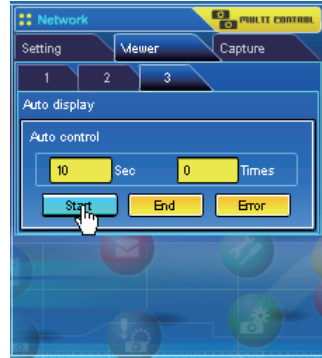 Network MULTI CONTROL
Setting Viewer Capture
1 2 3
Auto display
Auto control
10 Sec 0 Times
Start End Error